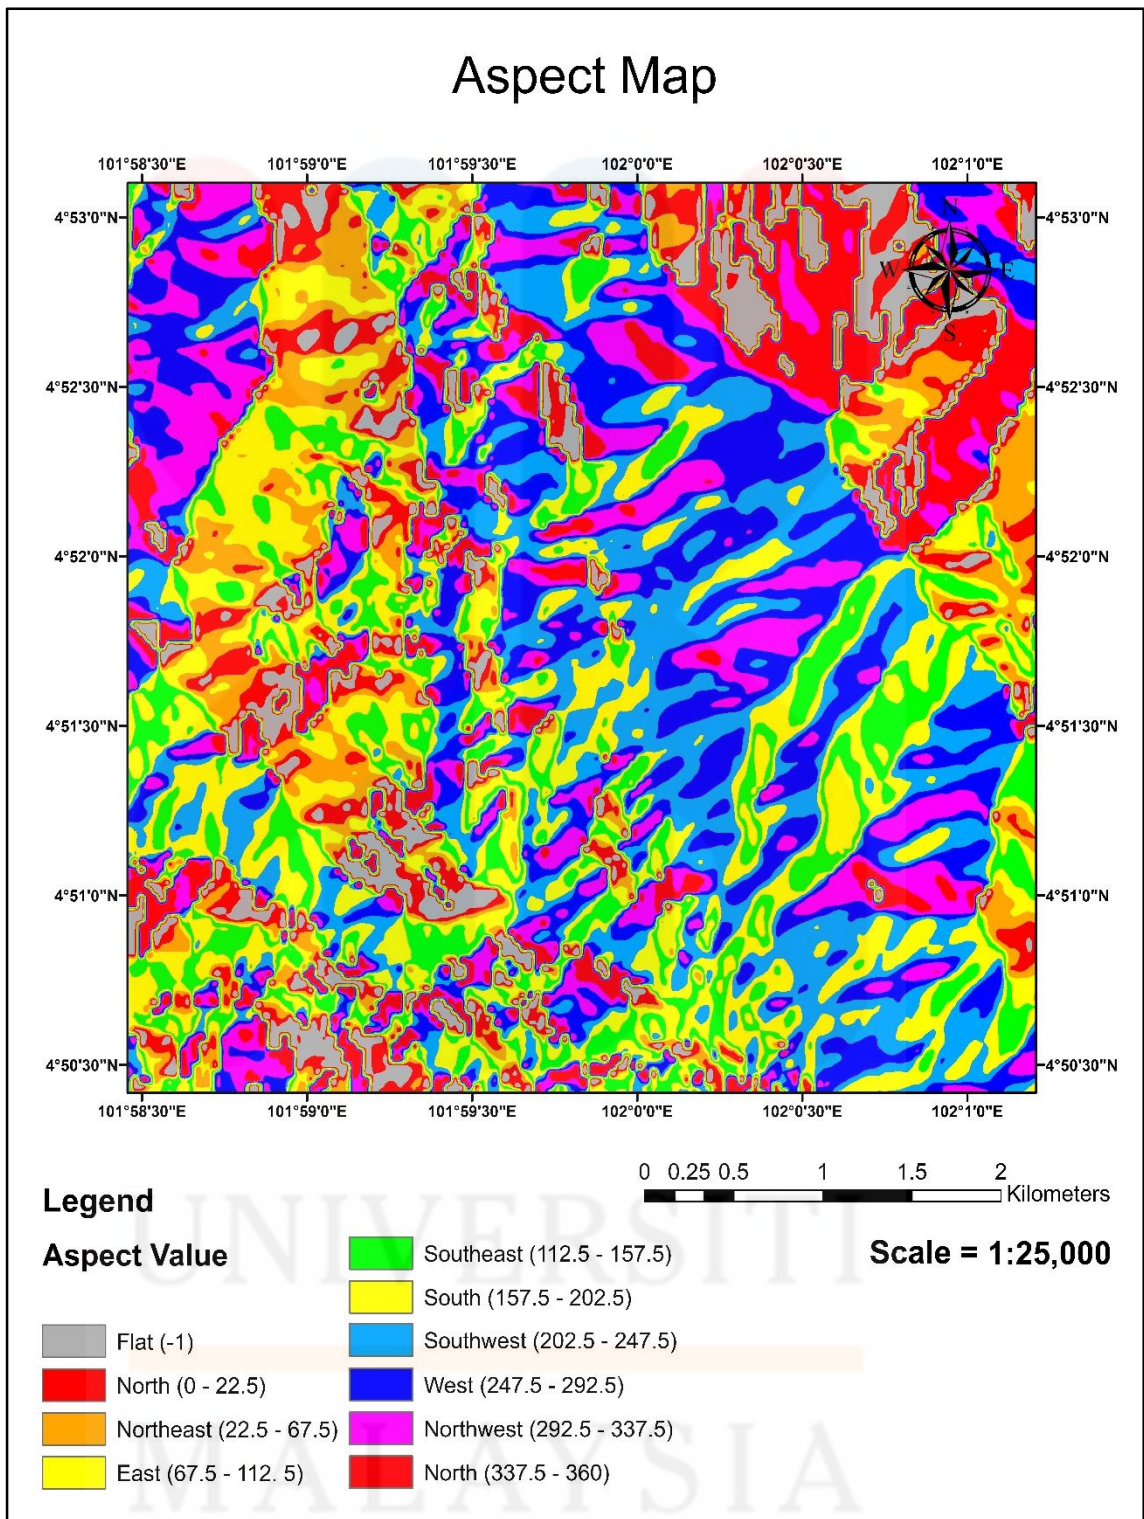 Aspect Map
101°58'30"E 101°59'0"E 101°59'30"E 102°0'0"E 102°0'30"E 102°1'0"E
4°53'0"N 4°53'0"N
N
W E
S
4°52'30"N 4°52'30"N
4°52'0"N 4°52'0"N
4°51'30"N 4°51'30"N
4°51'0"N 4°51'0"N
4°50'30"N 4°50'30"N
101°58'30"E 101°59'0"E 101°59'30"E 102°0'0"E 102°0'30"E 102°1'0"E
0 0.25 0.5 1 1.5 2
Kilometers
Scale = 1:25,000
Legend
Aspect Value
Flat (-1)
North (0 - 22.5)
Northeast (22.5 - 67.5)
East (67.5 - 112. 5)
Southeast (112.5 - 157.5)
South (157.5 - 202.5)
Southwest (202.5 - 247.5)
West (247.5 - 292.5)
Northwest (292.5 - 337.5)
North (337.5 - 360)
UNIVERSITI
MALAYSIA